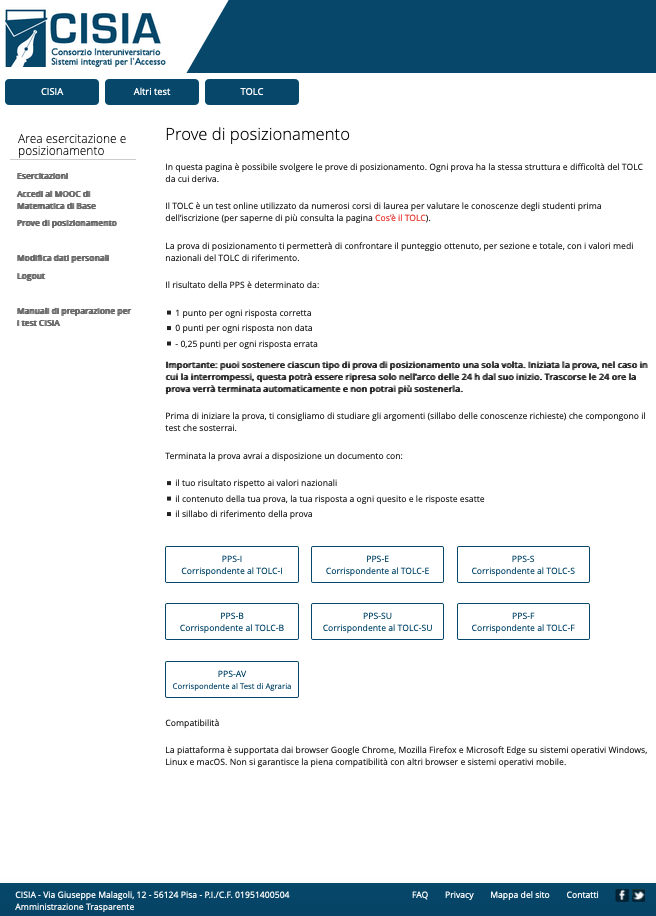 CISIA
Consorzio Interuniversitario
Sistemi integrati per l'Accesso
CISIA
Altri test
TOLC
Area esercitazione e
posizionamento
Esercitazioni
Accedi al MOOC di
Matematica di Base
Prove di posizionamento
Modifica dati personali
Logout
Manuali di preparazione per
i test CISIA
Prove di posizionamento
In questa pagina è possibile svolgere le prove di posizionamento. Ogni prova ha la stessa struttura e difficoltà del TOLC
da cui deriva.
Il TOLC è un test online utilizzato da numerosi corsi di laurea per valutare le conoscenze degli studenti prima
dell'iscrizione (per saperne di più consulta la pagina Cos'è il TOLC).
La prova di posizionamento ti permetterà di confrontare il punteggio ottenuto, per sezione e totale, con i valori medi
nazionali del TOLC di riferimento.
Il risultato della PPS è determinato da:
1 punto per ogni risposta corretta
0 punti per ogni risposta non data
- 0,25 punti per ogni risposta errata
Importante: puoi sostenere ciascun tipo di prova di posizionamento una sola volta. Iniziata la prova, nel caso in
cui la interrompessi, questa potrà essere ripresa solo nell'arco delle 24 h dal suo inizio. Trascorse le 24 ore la
prova verrà terminata automaticamente e non potrai più sostenerla.
Prima di iniziare la prova, ti consigliamo di studiare gli argomenti (sillabo delle conoscenze richieste) che compongono il
test che sosterrai.
Terminata la prova avrai a disposizione un documento con:
il tuo risultato rispetto ai valori nazionali
il contenuto della tua prova, la tua risposta a ogni quesito e le risposte esatte
il sillabo di riferimento della prova
PPS-I
Corrispondente al TOLC-I
PPS-E
Corrispondente al TOLC-E
PPS-S
Corrispondente al TOLC-S
PPS-B
Corrispondente al TOLC-B
PPS-SU
Corrispondente al TOLC-SU
PPS-F
Corrispondente al TOLC-F
PPS-AV
Corrispondente al Test di Agraria
Compatibilità
La piattaforma è supportata dai browser Google Chrome, Mozilla Firefox e Microsoft Edge su sistemi operativi Windows,
Linux e macOS. Non si garantisce la piena compatibilità con altri browser e sistemi operativi mobile.
CISIA - Via Giuseppe Malagoli, 12 - 56124 Pisa - P.I./C.F. 01951400504
Amministrazione Trasparente
FAQ
Privacy
Mappa del sito
Contatti